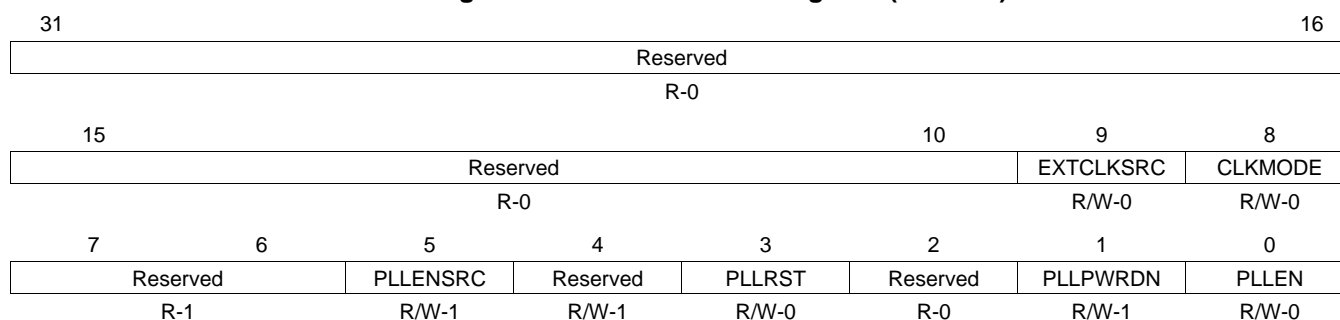 31 16
Reserved
R-0
15 10 9 8
Reserved EXTCLKSRC CLKMODE
R-0 R/W-0 R/W-0
7 6 5 4 3 2 1 0
Reserved PLLENSRC Reserved PLLRST Reserved PLLPWRDN PLLEN
R-1 R/W-1 R/W-1 R/W-0 R-0 R/W-1 R/W-0